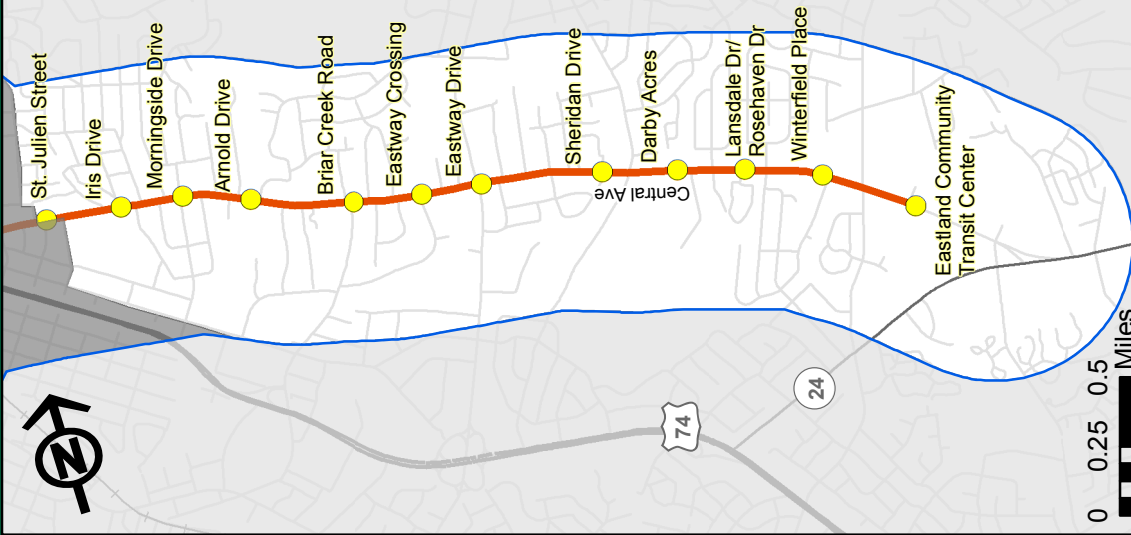 St. Julien Street
Iris Drive
Morningside Drive
Arnold Drive
Briar Creek Road
Eastway Crossing
Eastway Drive
Sheridan Drive
Darby Acres
Lansdale Dr/
Rosehaven Dr
Winterfield Place
Eastland Community
Transit Center
Central Ave
74
24
N
0 0.25 0.5
Miles